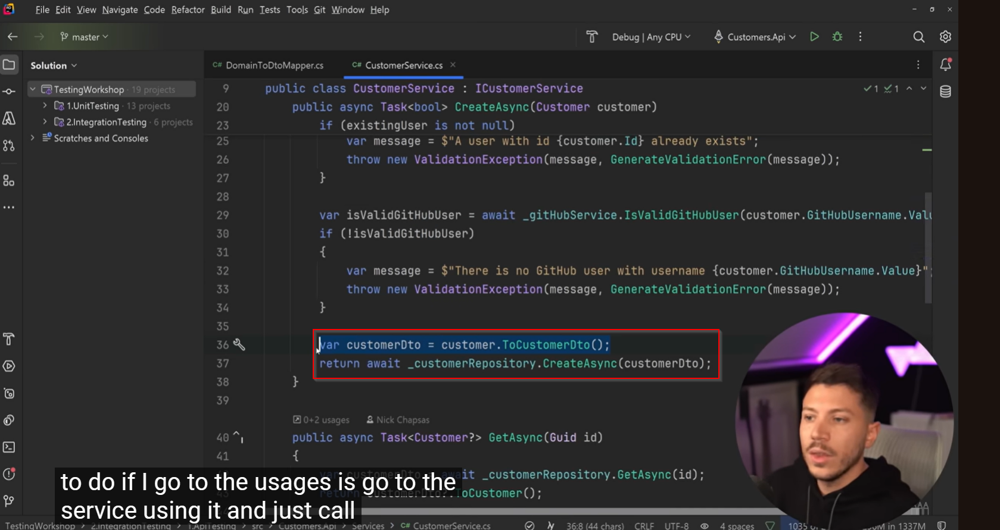 File Edit View Navigate Code Refactor Build Run Tests Tools Git Window Help
master
Debug | Any CPU
Customers.Api
Solution
C# DomainToDtoMapper.cs
C# CustomerService.cs
TestingWorkshop · 19 projects
1.UnitTesting · 13 projects
2.IntegrationTesting · 6 projects
Scratches and Consoles
9 public class CustomerService : ICustomerService
1 1
20 public async Task<bool> CreateAsync(Customer customer)
23 if (existingUser is not null)
25 var message = $"A user with id {customer.Id} already exists";
26 throw new ValidationException(message, GenerateValidationError(message));
27 }
28
29 var isValidGitHubUser = await _gitHubService.IsValidGitHubUser(customer.GitHubUsername.Valu
30 if (!isValidGitHubUser)
31 {
32 var message = $"There is no GitHub user with username {customer.GitHubUsername.Value}";
33 throw new ValidationException(message, GenerateValidationError(message));
34 }
35
36 var customerDto = customer.ToCustomerDto();
37 return await _customerRepository.CreateAsync(customerDto);
38 }
39
0+2 usages Nick Chapsas
40 public async Task<Customer?> GetAsync(Guid id)
41 {
_customerRepository.GetAsync(id);
ToCustomer();
to do if I go to the usages is go to the
service using it and just call
TestingWorkshop > 2.IntegrationTesting > 1.ApiTesting > src > Customers.Api > Services > C# CustomerService.cs
36:8 (44 chars) CRLF UTF-8 4 spaces
in 1337M